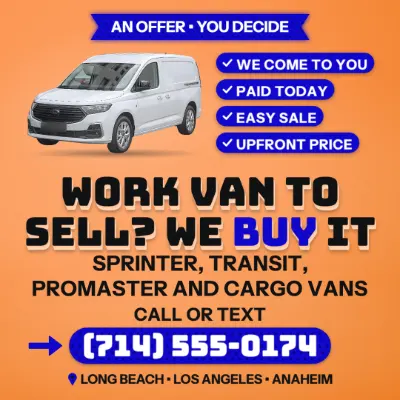 AN OFFER • YOU DECIDE
✓ WE COME TO YOU
✓ PAID TODAY
✓ EASY SALE
✓ UPFRONT PRICE
WORK VAN TO
SELL? WE BUY IT
SPRINTER, TRANSIT,
PROMASTER AND CARGO VANS
CALL OR TEXT
(714) 555-0174
LONG BEACH • LOS ANGELES • ANAHEIM